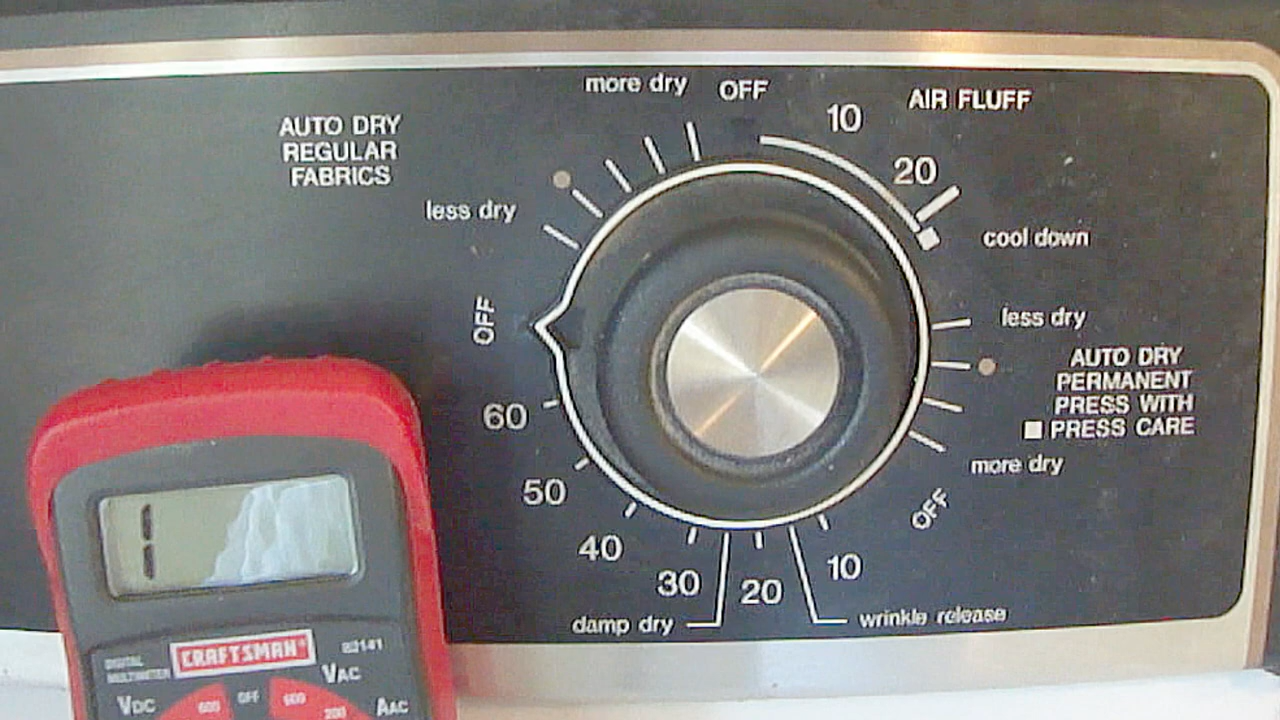 more dry
OFF
10
AIR FLUFF
20
AUTO DRY
REGULAR
FABRICS
less dry
cool down
OFF
less dry
AUTO DRY
PERMANENT
PRESS WITH
PRESS CARE
60
more dry
50
OFF
40
30
20
10
damp dry
wrinkle release
1
CRAFTSMAN®
DIGITAL
MULTIMETER
VDC
600
OFF
600
VAC
200
AAC